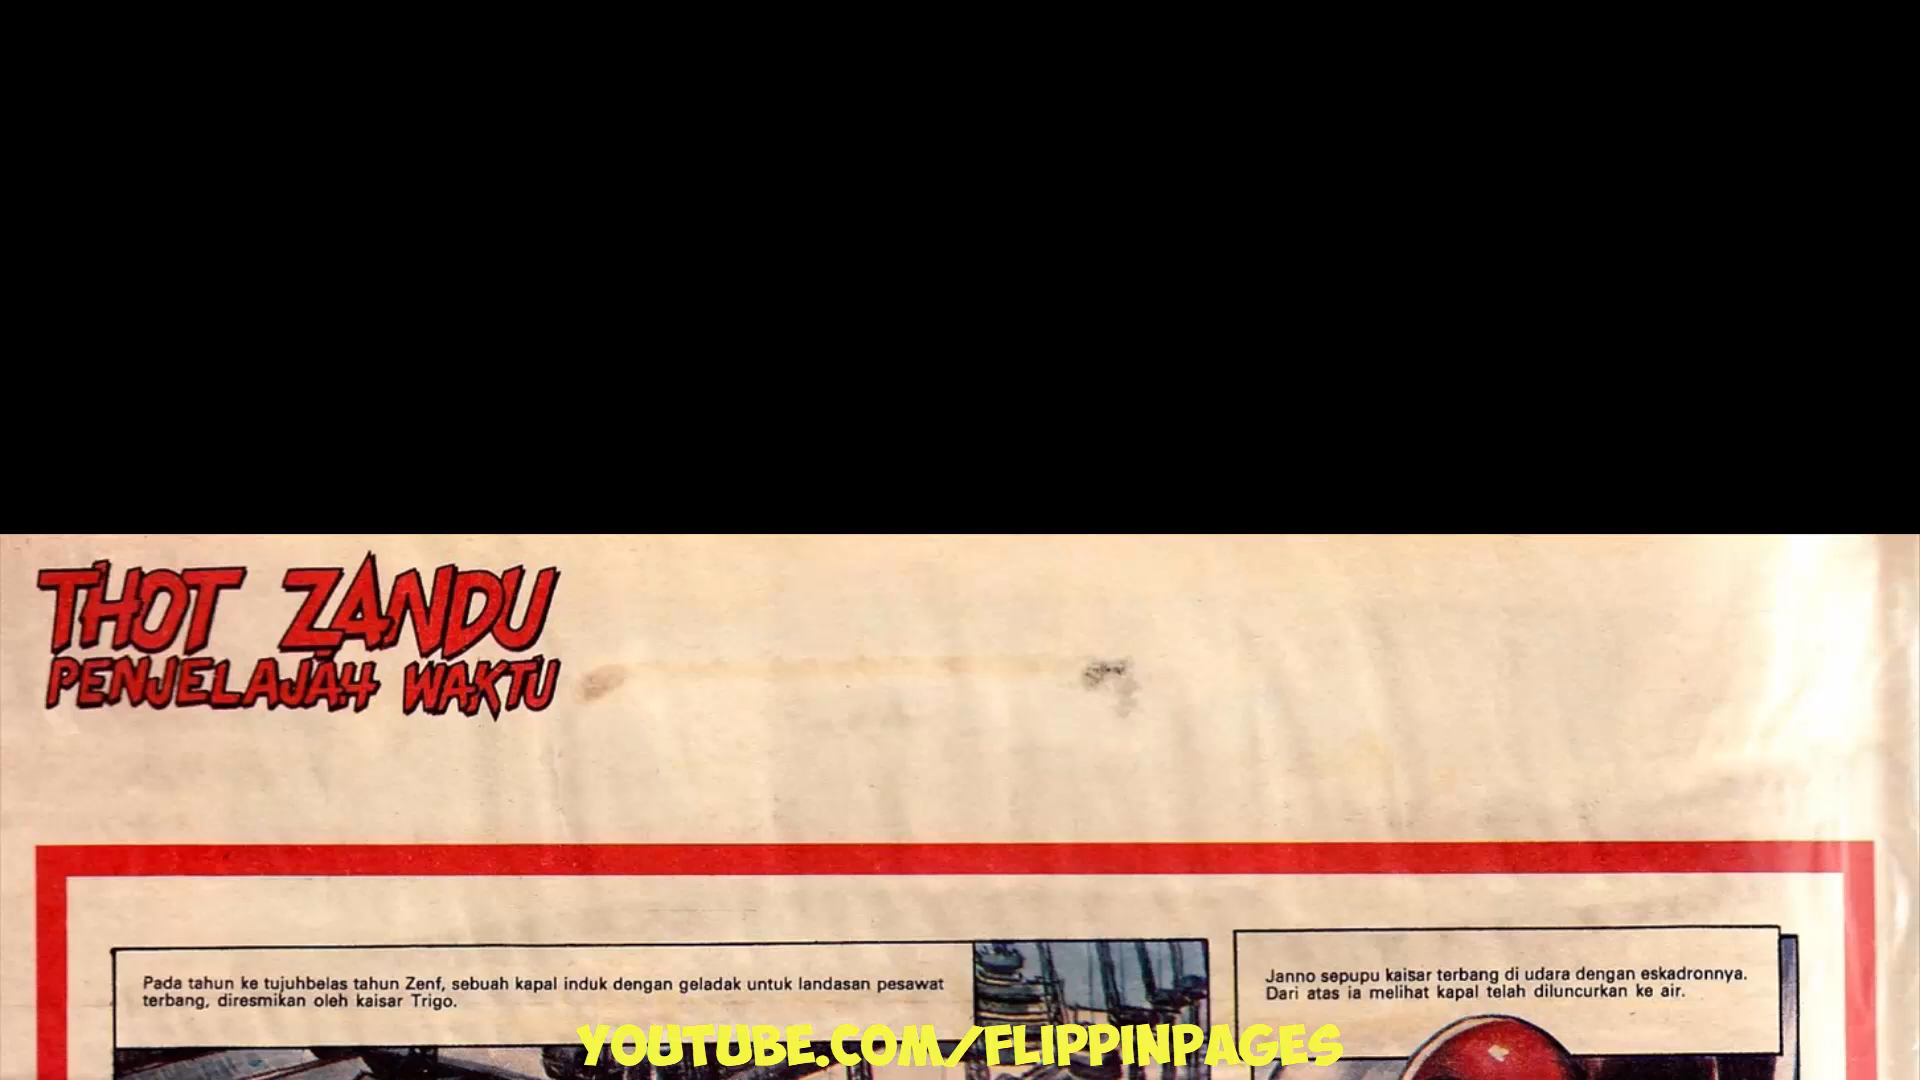 THOT ZANDU
PENJELAJAH WAKTU
Pada tahun ke tujuhbelas tahun Zenf, sebuah kapal induk dengan geladak untuk landasan pesawat
terbang, diresmikan oleh kaisar Trigo.
Janno sepupu kaisar terbang di udara dengan eskadronnya.
Dari atas ia melihat kapal telah diluncurkan ke air.
YOUTUBE.COM/FLIPPINPAGES